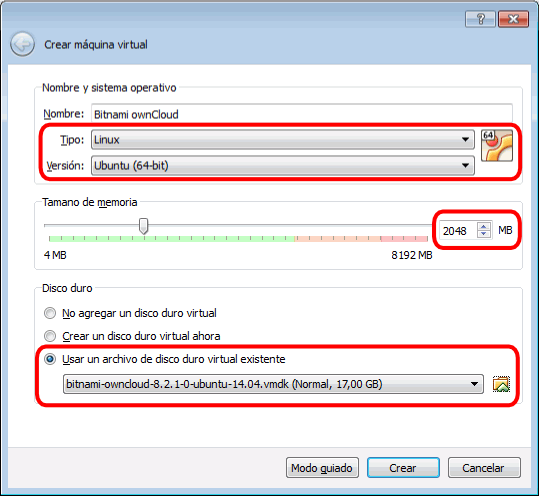 ?
Crear máquina virtual
Nombre y sistema operativo
Nombre: Bitnami ownCloud
Tipo: Linux
64
Versión: Ubuntu (64-bit)
Tamano de memoria
2048 MB
4 MB 8192 MB
Disco duro
No agregar un disco duro virtual
Crear un disco duro virtual ahora
Usar un archivo de disco duro virtual existente
bitnami-owncloud-8.2.1-0-ubuntu-14.04.vmdk (Normal, 17,00 GB)
Modo guiado Crear Cancelar